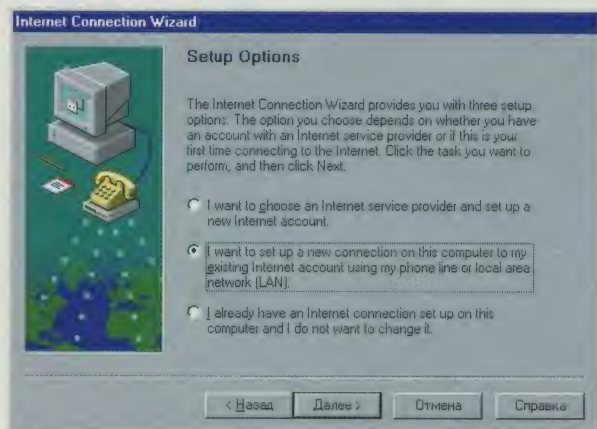 Internet Connection Wizard
Setup Options
The Internet Connection Wizard provides you with three setup
options. The option you choose depends on whether you have
an account with an Internet service provider or if this is your
first time connecting to the Internet. Click the task you want to
perform, and then click Next.
I want to choose an Internet service provider and set up a
new Internet account.
I want to set up a new connection on this computer to my
existing Internet account using my phone line or local area
network (LAN).
I already have an Internet connection set up on this
computer and I do not want to change it.
< Назад
Далее >
Отмена
Справка